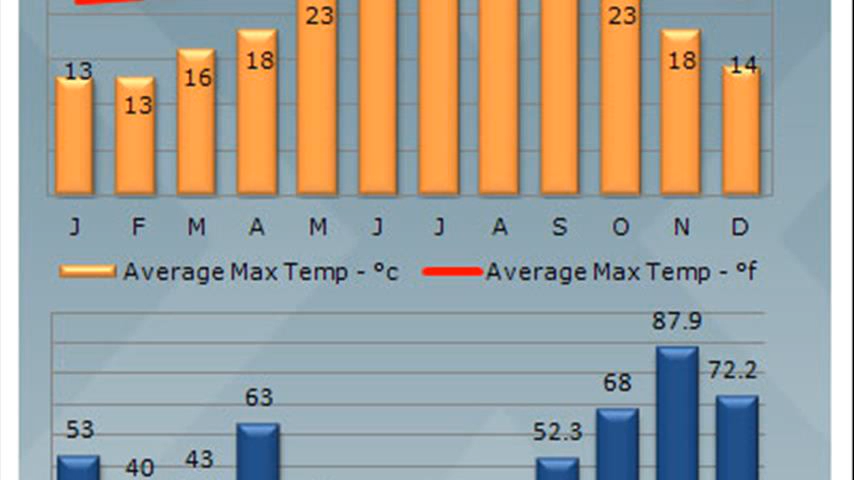 23 23
13 13 16 18 18 14
J F M A M J J A S O N D
Average Max Temp - °c Average Max Temp - °f
87.9
72.2
68
63
53 52.3
40 43